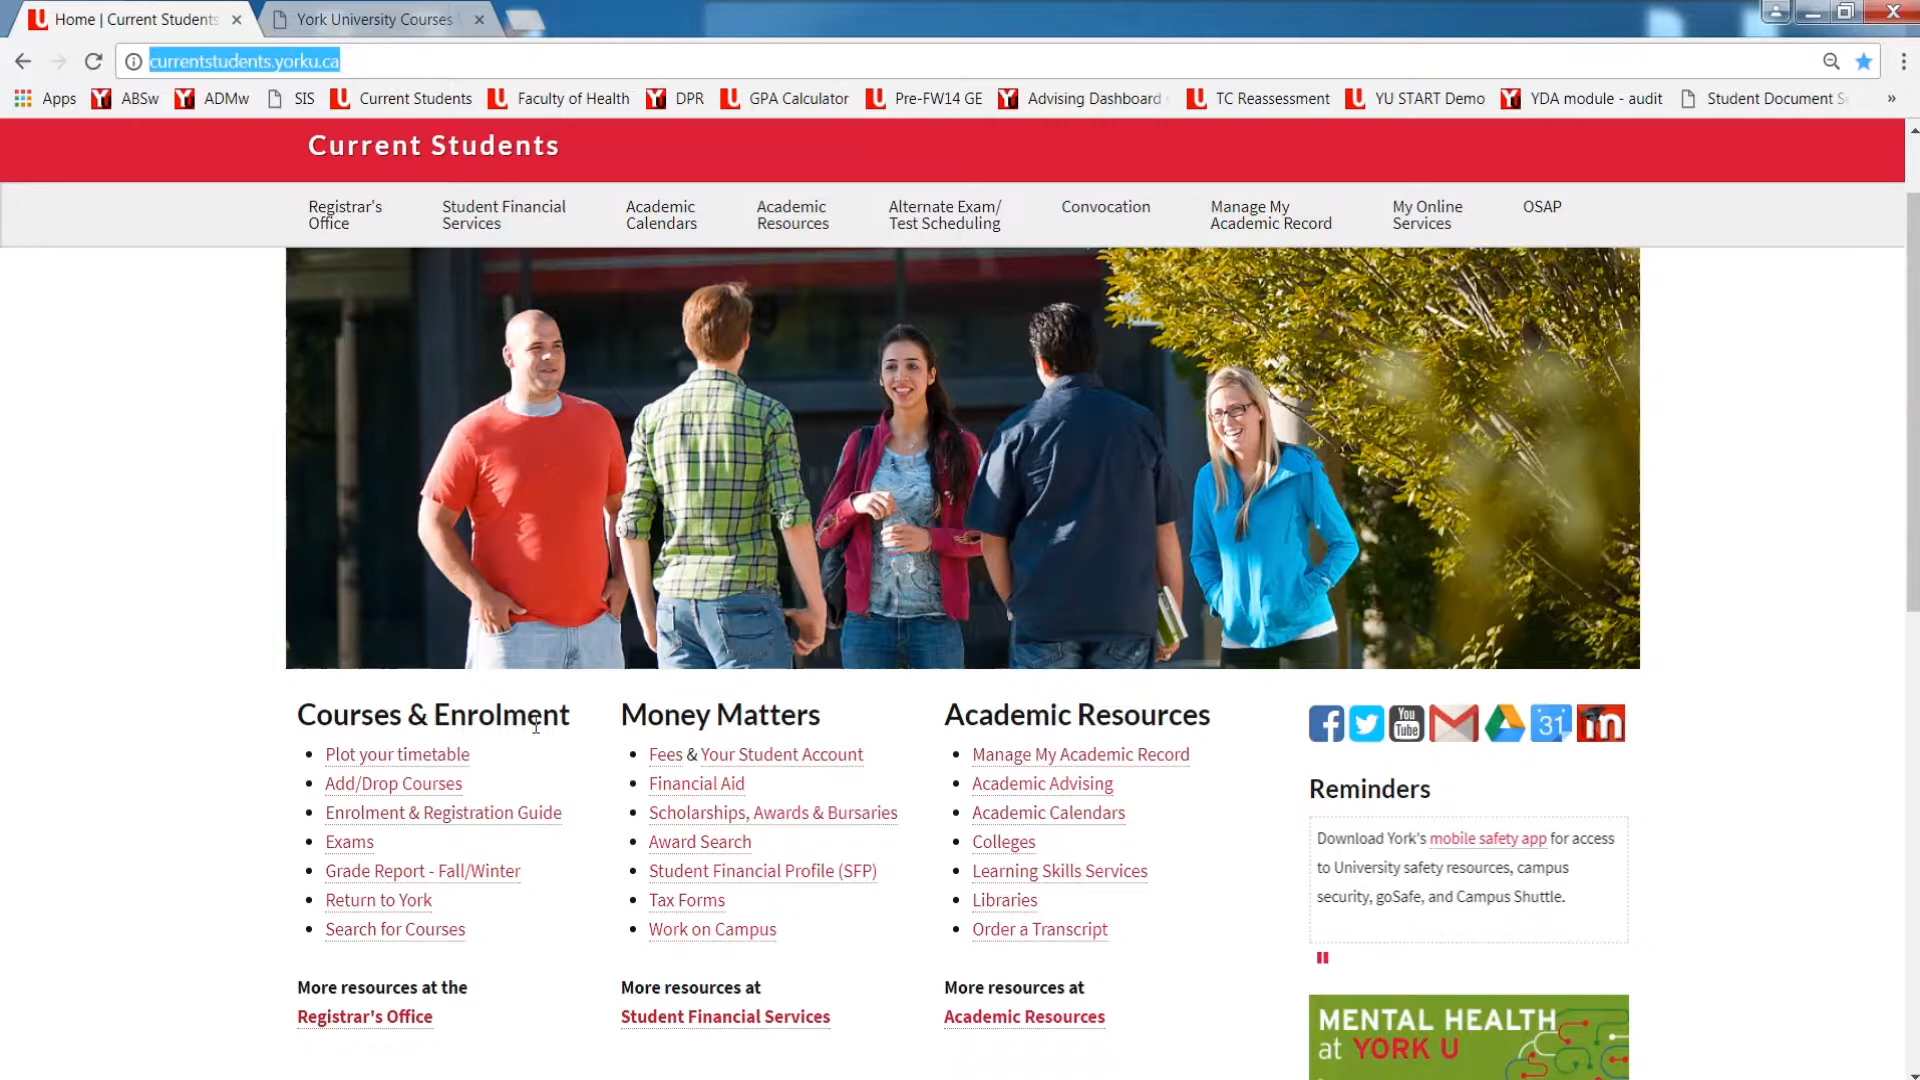 Home | Current Students
York University Courses
currentstudents.yorku.ca
Apps ABSw ADMw SIS Current Students Faculty of Health DPR GPA Calculator Pre-FW14 GE Advising Dashboard TC Reassessment YU START Demo YDA module - audit Student Document »
Current Students
Registrar's Office
Student Financial Services
Academic Calendars
Academic Resources
Alternate Exam/ Test Scheduling
Convocation
Manage My Academic Record
My Online Services
OSAP
Courses & Enrolment
Plot your timetable
Add/Drop Courses
Enrolment & Registration Guide
Exams
Grade Report - Fall/Winter
Return to York
Search for Courses
More resources at the
Registrar's Office
Money Matters
Fees & Your Student Account
Financial Aid
Scholarships, Awards & Bursaries
Award Search
Student Financial Profile (SFP)
Tax Forms
Work on Campus
More resources at
Student Financial Services
Academic Resources
Manage My Academic Record
Academic Advising
Academic Calendars
Colleges
Learning Skills Services
Libraries
Order a Transcript
More resources at
Academic Resources
You Tube
31
in
Reminders
Download York's mobile safety app for access
to University safety resources, campus
security, goSafe, and Campus Shuttle.
MENTAL HEALTH
at YORK U